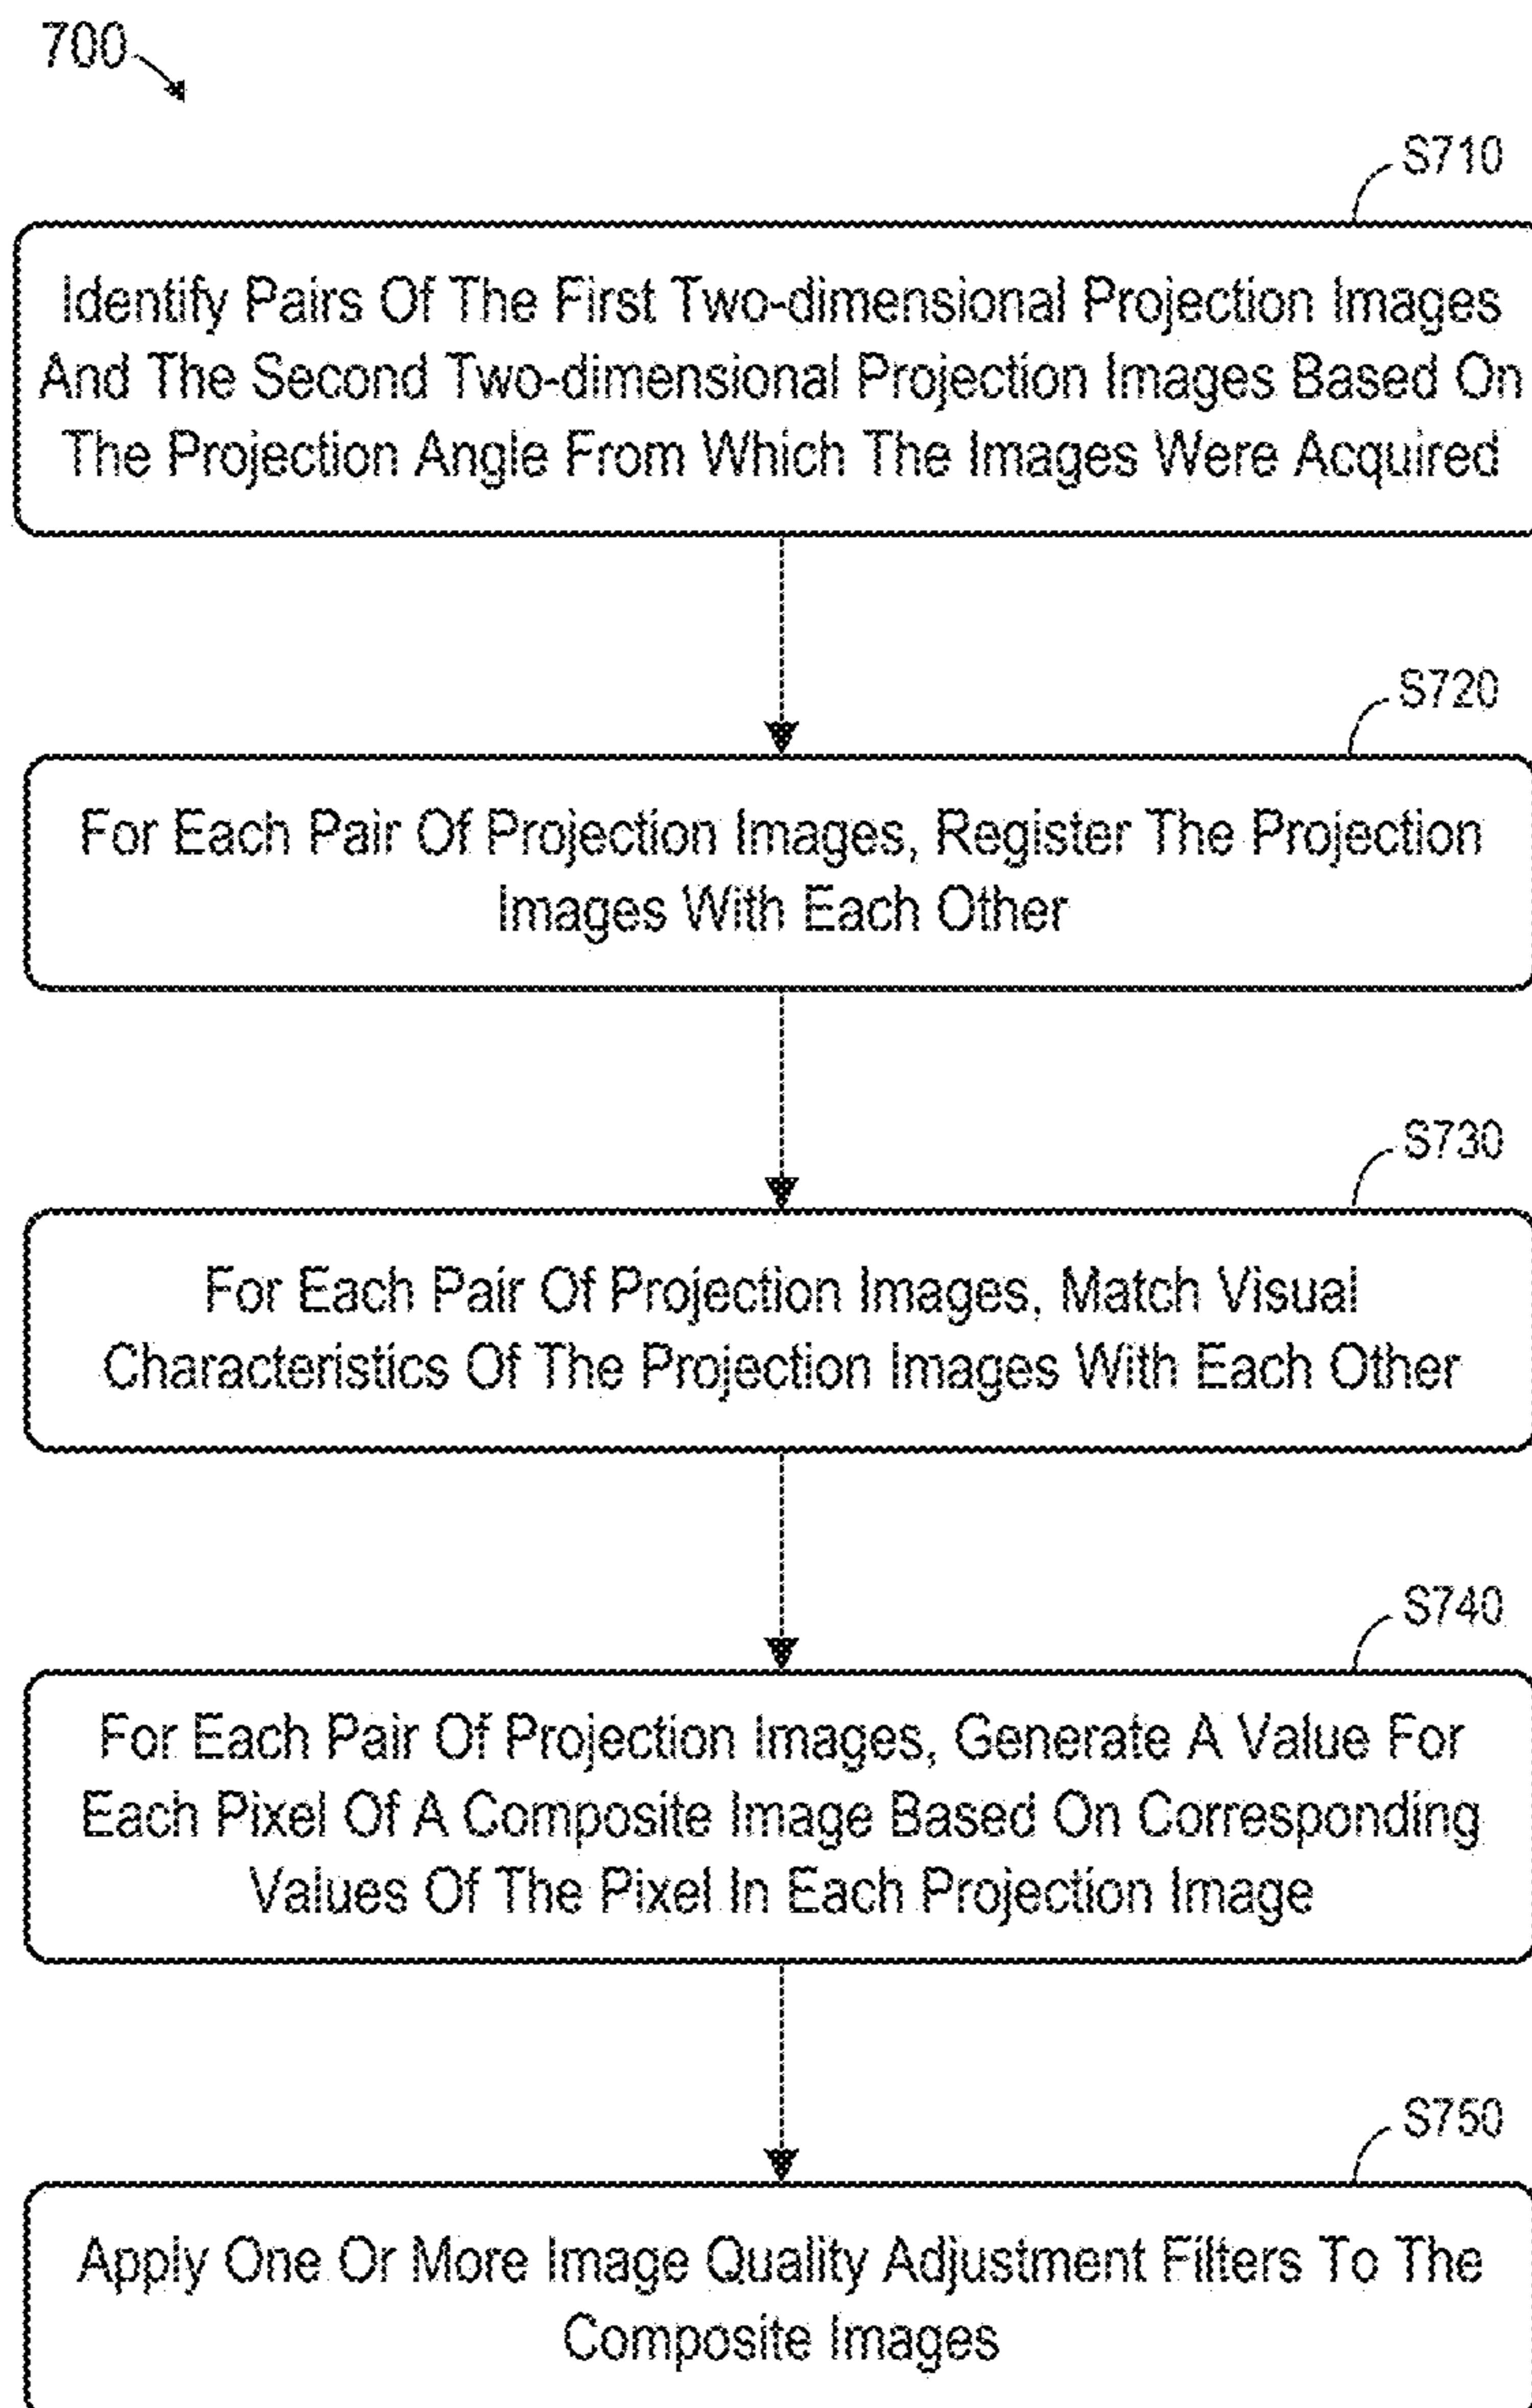 700
S710
Identify Pairs Of The First Two-dimensional Projection Images
And The Second Two-dimensional Projection Images Based On
The Projection Angle From Which The Images Were Acquired
S720
For Each Pair Of Projection Images, Register The Projection
Images With Each Other
S730
For Each Pair Of Projection Images, Match Visual
Characteristics Of The Projection Images With Each Other
S740
For Each Pair Of Projection Images, Generate A Value For
Each Pixel Of A Composite Image Based On Corresponding
Values Of The Pixel In Each Projection Image
S750
Apply One Or More Image Quality Adjustment Filters To The
Composite Images